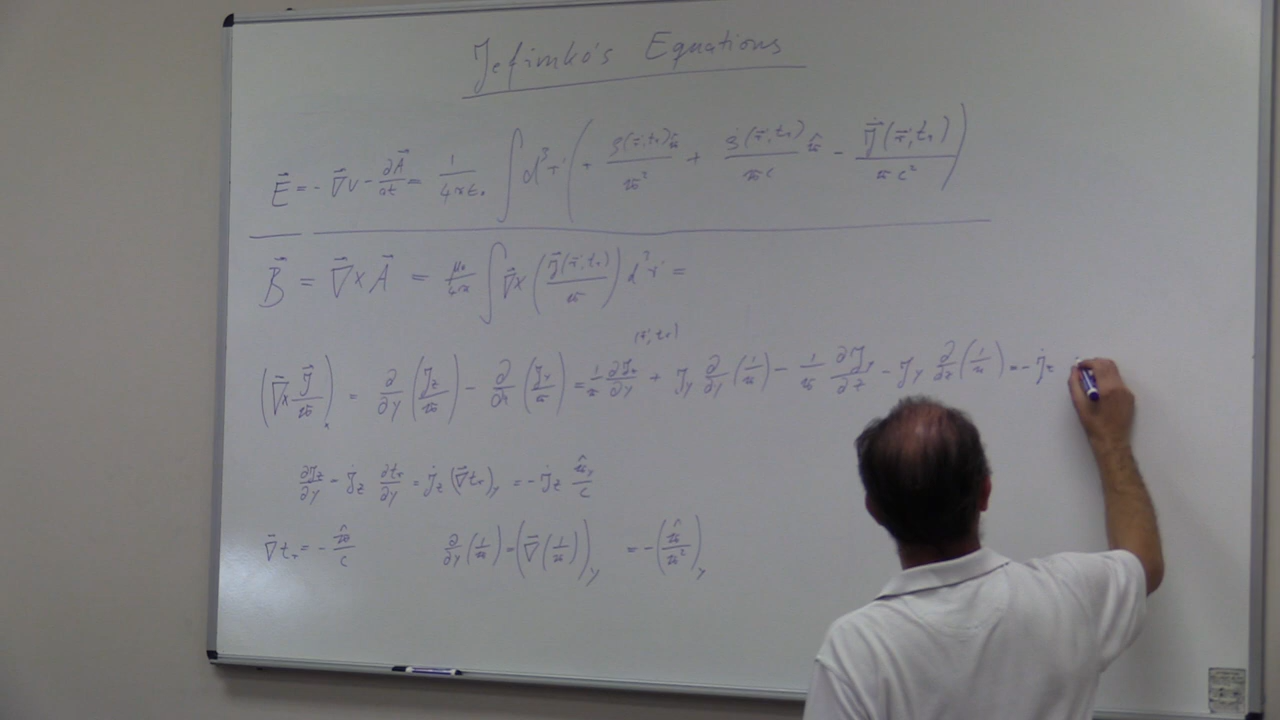 Jefimko's Equations
E⃗ = - ∇⃗V - ∂A⃗/∂t = 1/4πε₀ ∫ d³r' ( + ρ(r⃗',tᵣ)𝓇̂/𝓇² + ρ̇(r⃗',tᵣ)/𝓇c 𝓇̂ - J⃗̇(r⃗',tᵣ)/𝓇c² )
B⃗ = ∇⃗×A⃗ = μ₀/4π ∫ ∇⃗× ( J⃗(r⃗',tᵣ)/𝓇 ) d³r' =
(r⃗',tᵣ)
( ∇⃗× J⃗/𝓇 )ₓ = ∂/∂y ( J_z/𝓇 ) - ∂/∂z ( J_y/𝓇 ) = 1/𝓇 ∂J_z/∂y + J_y ∂/∂y (1/𝓇) - 1/𝓇 ∂J_y/∂z - J_y ∂/∂z (1/𝓇) = - J̇_z
∂J_z/∂y = J̇_z ∂tᵣ/∂y = J̇_z (∇⃗tᵣ)_y = - J̇_z 𝓇̂_y/c
∇⃗tᵣ = - 𝓇̂/c ∂/∂y (1/𝓇) = ( ∇⃗ (1/𝓇) )_y = - ( 𝓇̂/𝓇² )_y